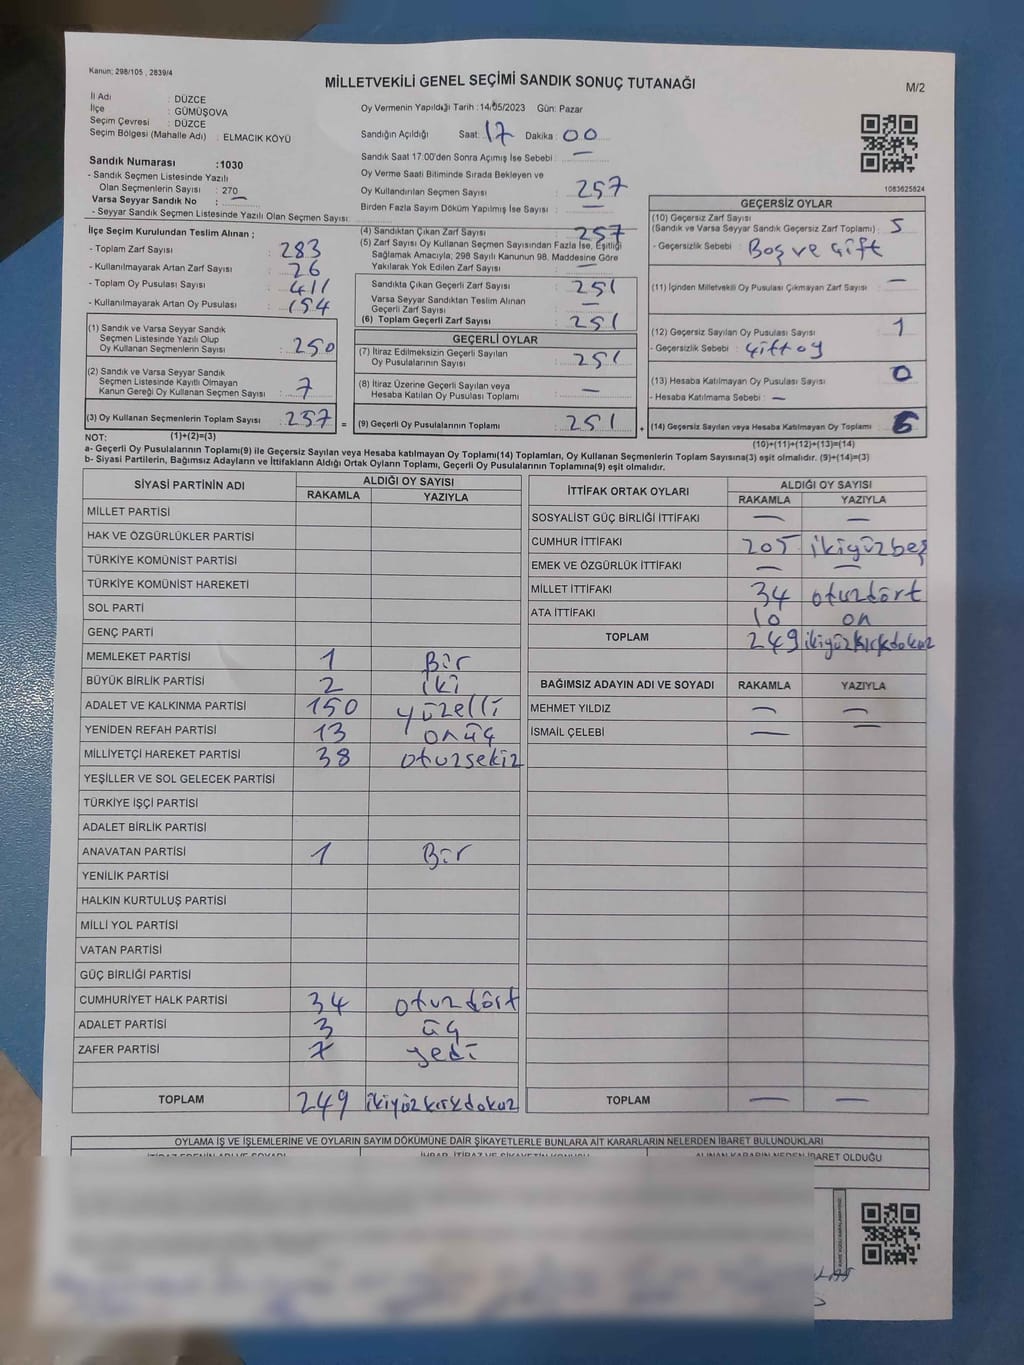 Kanun: 298/105 , 2839/4
MİLLETVEKİLİ GENEL SEÇİMİ SANDIK SONUÇ TUTANAĞI
M/2
İl Adı : DÜZCE
İlçe : GÜMÜŞOVA
Seçim Çevresi : DÜZCE
Seçim Bölgesi (Mahalle Adı) : ELMACIK KÖYÜ
Sandık Numarası :1030
- Sandık Seçmen Listesinde Yazılı
Olan Seçmenlerin Sayısı : 270
Varsa Seyyar Sandık No : —
- Seyyar Sandık Seçmen Listesinde Yazılı Olan Seçmen Sayısı:
Oy Vermenin Yapıldığı Tarih :14/05/2023 Gün: Pazar
Sandığın Açıldığı Saat: 17 Dakika : 00
Sandık Saat 17:00'den Sonra Açımış İse Sebebi : —
Oy Verme Saati Bitiminde Sırada Bekleyen ve
Oy Kullandırılan Seçmen Sayısı : 257
Birden Fazla Sayım Döküm Yapılmış İse Sayısı : —
1083625824
İlçe Seçim Kurulundan Teslim Alınan ;
- Toplam Zarf Sayısı : 283
- Kullanılmayarak Artan Zarf Sayısı : 26
- Toplam Oy Pusulası Sayısı : 411
- Kullanılmayarak Artan Oy Pusulası : 154
(1) Sandık ve Varsa Seyyar Sandık
Seçmen Listesinde Yazılı Olup
Oy Kullanan Seçmenlerin Sayısı : 250
(2) Sandık ve Varsa Seyyar Sandık
Seçmen Listesinde Kayıtlı Olmayan
Kanun Gereği Oy Kullanan Seçmen Sayısı : 7
(3) Oy Kullanan Seçmenlerin Toplam Sayısı : 257 =
(4) Sandıktan Çıkan Zarf Sayısı : 257
(5) Zarf Sayısı Oy Kullanan Seçmen Sayısından Fazla İse, Eşitliği
Sağlamak Amacıyla; 298 Sayılı Kanunun 98. Maddesine Göre
Yakılarak Yok Edilen Zarf Sayısı : —
Sandıkta Çıkan Geçerli Zarf Sayısı : 251
Varsa Seyyar Sandıktan Teslim Alınan
Geçerli Zarf Sayısı : —
(6) Toplam Geçerli Zarf Sayısı : 251
GEÇERLİ OYLAR
(7) İtiraz Edilmeksizin Geçerli Sayılan
Oy Pusulalarının Sayısı : 251
(8) İtiraz Üzerine Geçerli Sayılan veya
Hesaba Katılan Oy Pusulası Toplamı : —
(9) Geçerli Oy Pusulalarının Toplamı : 251 +
GEÇERSİZ OYLAR
(10) Geçersiz Zarf Sayısı
(Sandık ve Varsa Seyyar Sandık Geçersiz Zarf Toplamı) : 5
- Geçersizlik Sebebi : Boş ve Çift
(11) İçinden Milletvekili Oy Pusulası Çıkmayan Zarf Sayısı : —
(12) Geçersiz Sayılan Oy Pusulası Sayısı : 1
- Geçersizlik Sebebi : Çift oy
(13) Hesaba Katılmayan Oy Pusulası Sayısı : 0
- Hesaba Katılmama Sebebi : —
(14) Geçersiz Sayılan veya Hesaba Katılmayan Oy Toplamı : 6
NOT: (1)+(2)=(3) (10)+(11)+(12)+(13)=(14)
a- Geçerli Oy Pusulalarının Toplamı(9) ile Geçersiz Sayılan veya Hesaba katılmayan Oy Toplamı(14) Toplamları, Oy Kullanan Seçmenlerin Toplam Sayısına(3) eşit olmalıdır. (9)+(14)=(3)
b- Siyasi Partilerin, Bağımsız Adayların ve İttifakların Aldığı Ortak Oyların Toplamı, Geçerli Oy Pusulalarının Toplamına(9) eşit olmalıdır.
SİYASİ PARTİNİN ADI ALDIĞI OY SAYISI
RAKAMLA YAZIYLA
MİLLET PARTİSİ
HAK VE ÖZGÜRLÜKLER PARTİSİ
TÜRKİYE KOMÜNİST PARTİSİ
TÜRKİYE KOMÜNİST HAREKETİ
SOL PARTİ
GENÇ PARTİ
MEMLEKET PARTİSİ 1 Bir
BÜYÜK BİRLİK PARTİSİ 2 iki
ADALET VE KALKINMA PARTİSİ 150 yüzelli
YENİDEN REFAH PARTİSİ 13 onüç
MİLLİYETÇİ HAREKET PARTİSİ 38 otuzsekiz
YEŞİLLER VE SOL GELECEK PARTİSİ
TÜRKİYE İŞÇİ PARTİSİ
ADALET BİRLİK PARTİSİ
ANAVATAN PARTİSİ 1 Bir
YENİLİK PARTİSİ
HALKIN KURTULUŞ PARTİSİ
MİLLİ YOL PARTİSİ
VATAN PARTİSİ
GÜÇ BİRLİĞİ PARTİSİ
CUMHURİYET HALK PARTİSİ 34 otuzdört
ADALET PARTİSİ 3 üç
ZAFER PARTİSİ 7 yedi
TOPLAM 249 ikiyüzkırkdokuz
İTTİFAK ORTAK OYLARI ALDIĞI OY SAYISI
RAKAMLA YAZIYLA
SOSYALİST GÜÇ BİRLİĞİ İTTİFAKI — —
CUMHUR İTTİFAKI 205 ikiyüzbeş
EMEK VE ÖZGÜRLÜK İTTİFAKI — —
MİLLET İTTİFAKI 34 otuzdört
ATA İTTİFAKI 10 on
TOPLAM 249 ikiyüzkırkdokuz
BAĞIMSIZ ADAYIN ADI VE SOYADI RAKAMLA YAZIYLA
MEHMET YILDIZ — —
İSMAİL ÇELEBİ — —
TOPLAM — —
OYLAMA İŞ VE İŞLEMLERİNE VE OYLARIN SAYIM DÖKÜMÜNE DAİR ŞİKAYETLERLE BUNLARA AİT KARARLARIN NELERDEN İBARET BULUNDUKLARI
İTİRAZ EDENİN ADI VE SOYADI İHBAR, İTİRAZ VE ŞİKAYETİN KONUSU ALINAN KARARIN NEDEN İBARET OLDUĞU